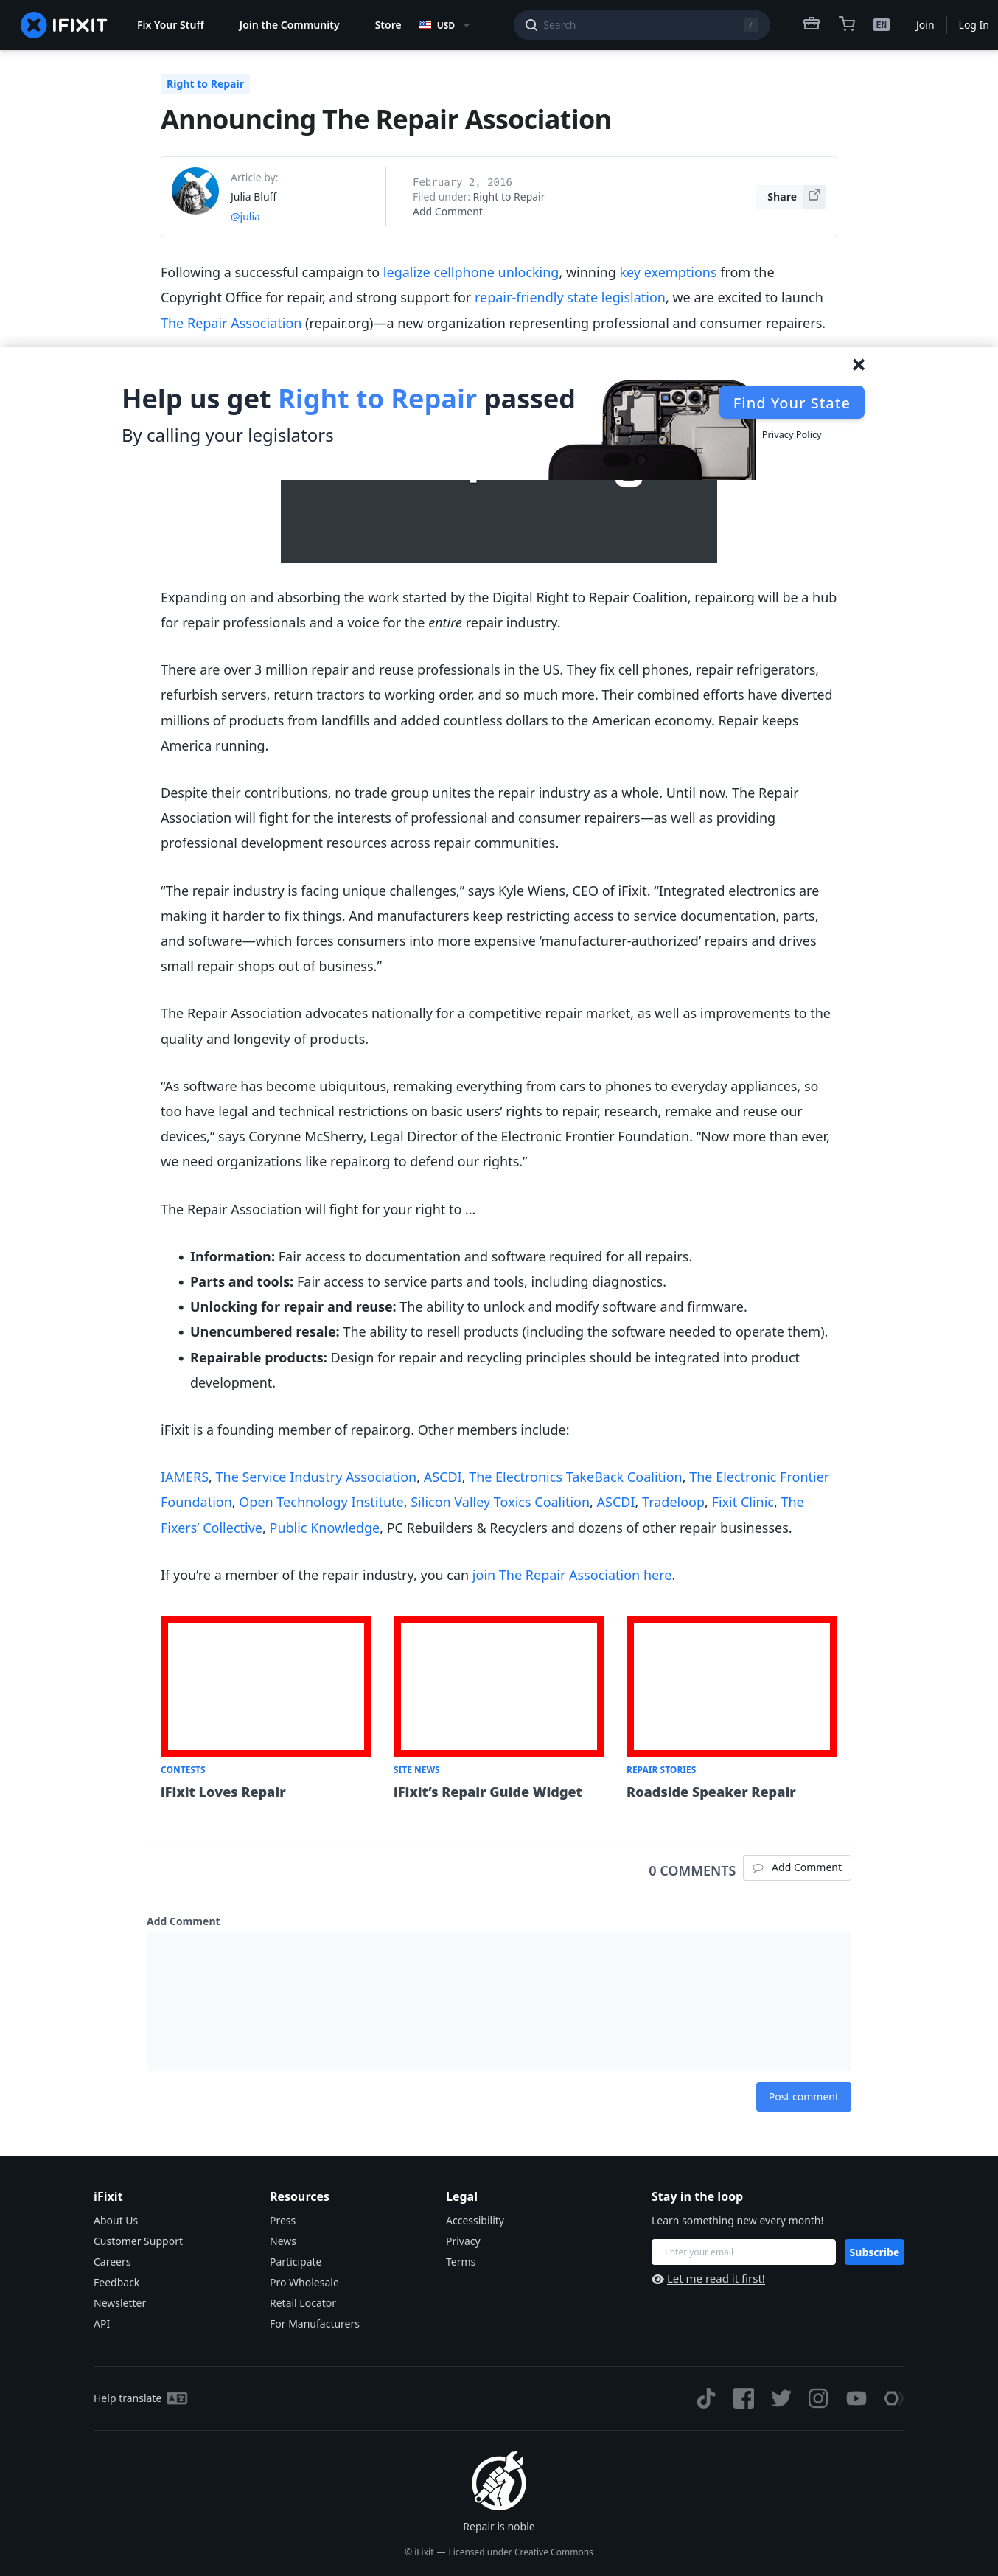 IFIXIT
Fix Your Stuff
Join the Community
Store
USD
Search
/
EN
Join
Log In
Right to Repair
Announcing The Repair Association
Article by:
Julia Bluff
@julia
February 2, 2016
Filed under: Right to Repair
Add Comment
Share
Following a successful campaign to legalize cellphone unlocking, winning key exemptions from the
Copyright Office for repair, and strong support for repair-friendly state legislation, we are excited to launch
The Repair Association (repair.org)—a new organization representing professional and consumer repairers.
Help us get Right to Repair passed
By calling your legislators
Find Your State
Privacy Policy
Expanding on and absorbing the work started by the Digital Right to Repair Coalition, repair.org will be a hub
for repair professionals and a voice for the entire repair industry.
There are over 3 million repair and reuse professionals in the US. They fix cell phones, repair refrigerators,
refurbish servers, return tractors to working order, and so much more. Their combined efforts have diverted
millions of products from landfills and added countless dollars to the American economy. Repair keeps
America running.
Despite their contributions, no trade group unites the repair industry as a whole. Until now. The Repair
Association will fight for the interests of professional and consumer repairers—as well as providing
professional development resources across repair communities.
“The repair industry is facing unique challenges,” says Kyle Wiens, CEO of iFixit. “Integrated electronics are
making it harder to fix things. And manufacturers keep restricting access to service documentation, parts,
and software—which forces consumers into more expensive ‘manufacturer-authorized’ repairs and drives
small repair shops out of business.”
The Repair Association advocates nationally for a competitive repair market, as well as improvements to the
quality and longevity of products.
“As software has become ubiquitous, remaking everything from cars to phones to everyday appliances, so
too have legal and technical restrictions on basic users’ rights to repair, research, remake and reuse our
devices,” says Corynne McSherry, Legal Director of the Electronic Frontier Foundation. “Now more than ever,
we need organizations like repair.org to defend our rights.”
The Repair Association will fight for your right to …
• Information: Fair access to documentation and software required for all repairs.
• Parts and tools: Fair access to service parts and tools, including diagnostics.
• Unlocking for repair and reuse: The ability to unlock and modify software and firmware.
• Unencumbered resale: The ability to resell products (including the software needed to operate them).
• Repairable products: Design for repair and recycling principles should be integrated into product
development.
iFixit is a founding member of repair.org. Other members include:
IAMERS, The Service Industry Association, ASCDI, The Electronics TakeBack Coalition, The Electronic Frontier
Foundation, Open Technology Institute, Silicon Valley Toxics Coalition, ASCDI, Tradeloop, Fixit Clinic, The
Fixers’ Collective, Public Knowledge, PC Rebuilders & Recyclers and dozens of other repair businesses.
If you’re a member of the repair industry, you can join The Repair Association here.
CONTESTS
iFixit Loves Repair
SITE NEWS
iFixit’s Repair Guide Widget
REPAIR STORIES
Roadside Speaker Repair
0 COMMENTS
Add Comment
Add Comment
Post comment
iFixit
About Us
Customer Support
Careers
Feedback
Newsletter
API
Resources
Press
News
Participate
Pro Wholesale
Retail Locator
For Manufacturers
Legal
Accessibility
Privacy
Terms
Stay in the loop
Learn something new every month!
Enter your email
Subscribe
Let me read it first!
Help translate
Repair is noble
© iFixit — Licensed under Creative Commons